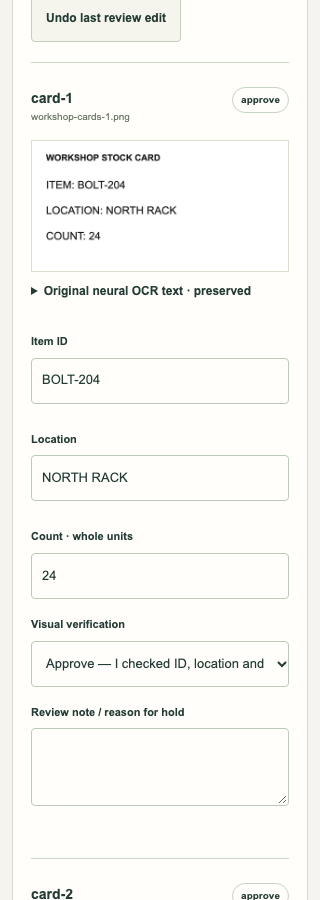 Undo last review edit
card-1
approve
workshop-cards-1.png
WORKSHOP STOCK CARD
ITEM: BOLT-204
LOCATION: NORTH RACK
COUNT: 24
Original neural OCR text · preserved
Item ID
BOLT-204
Location
NORTH RACK
Count · whole units
24
Visual verification
Approve — I checked ID, location and
Review note / reason for hold
card-2
approve